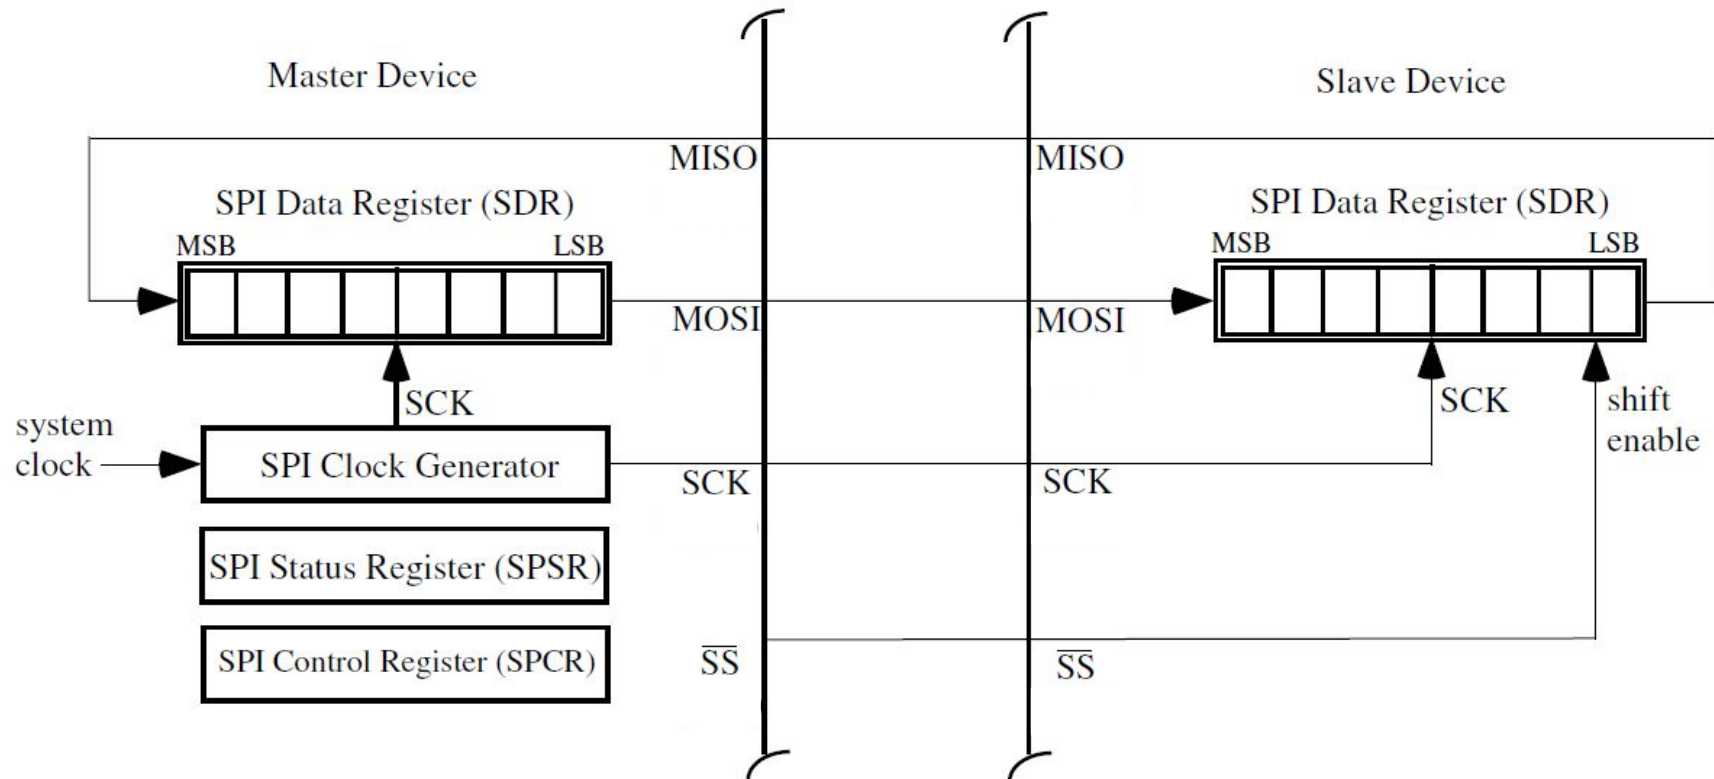 Master Device
Slave Device
MISO
MISO
SPI Data Register (SDR)
SPI Data Register (SDR)
MSB
LSB
MSB
LSB
MOSI
MOSI
SCK
SCK
shift
enable
system
clock
SPI Clock Generator
SCK
SCK
SPI Status Register (SPSR)
SPI Control Register (SPCR)
S̅S̅
S̅S̅